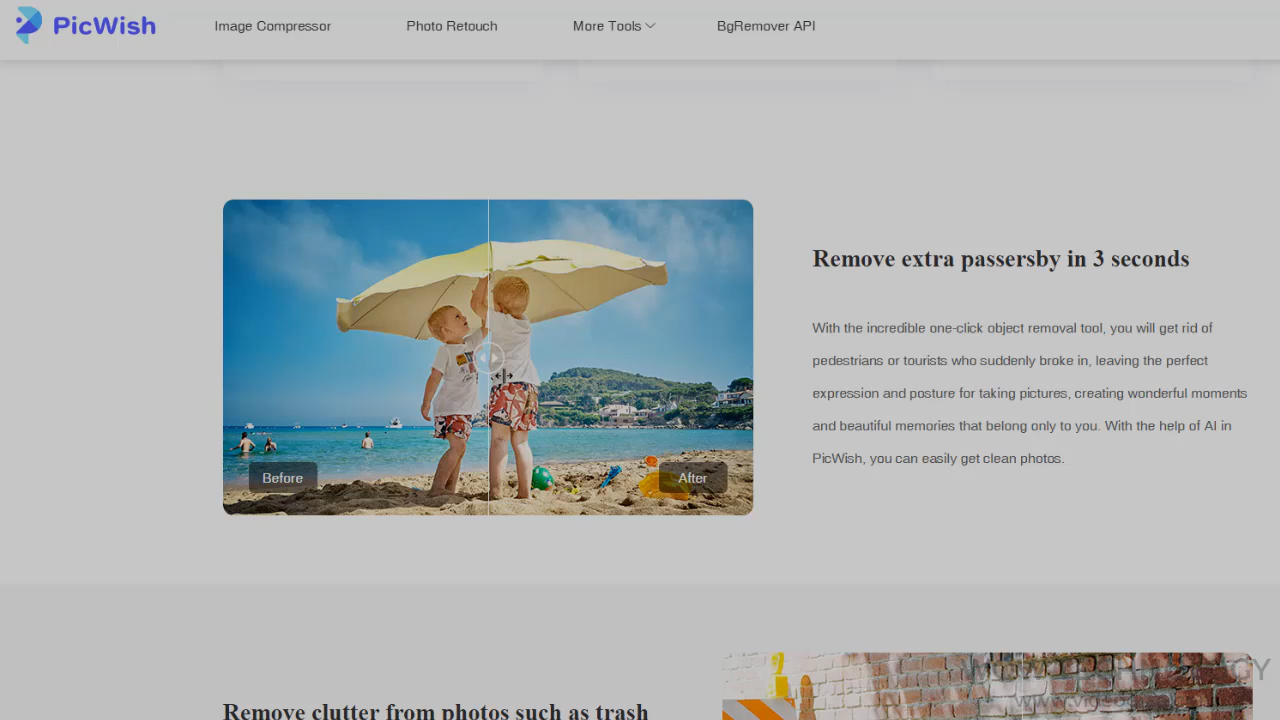 PicWish
Image Compressor
Photo Retouch
More Tools
BgRemover API
Remove extra passersby in 3 seconds
With the incredible one-click object removal tool, you will get rid of
pedestrians or tourists who suddenly broke in, leaving the perfect
expression and posture for taking pictures, creating wonderful moments
and beautiful memories that belong only to you. With the help of AI in
PicWish, you can easily get clean photos.
Before
After
Remove clutter from photos such as trash